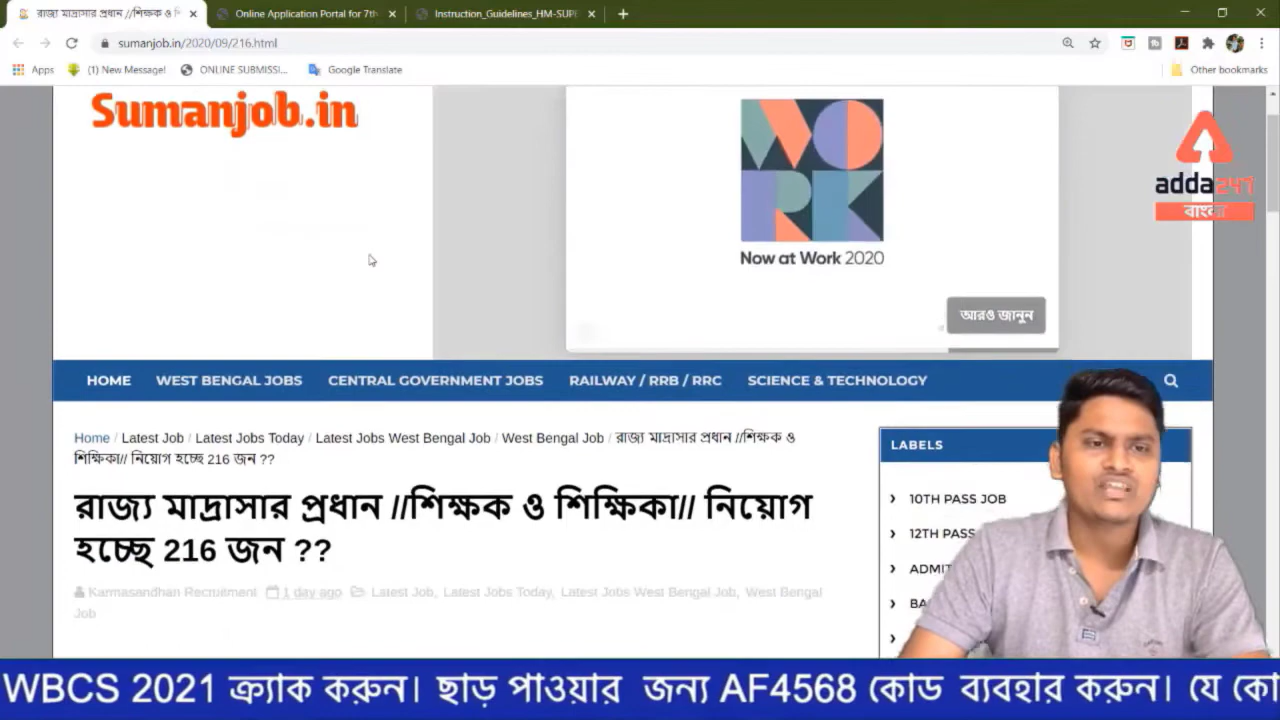 রাজ্য মাদ্রাসার প্রধান //শিক্ষক ও
Online Application Portal for 7th
Instruction_Guidelines_HM-SUPE
sumanjob.in/2020/09/216.html
Apps
(1) New Message!
ONLINE SUBMISSI...
Google Translate
Other bookmarks
Sumanjob.in
WORK
Now at Work 2020
আরও জানুন
adda247
বাংলা
HOME WEST BENGAL JOBS CENTRAL GOVERNMENT JOBS RAILWAY / RRB / RRC SCIENCE & TECHNOLOGY
Home / Latest Job / Latest Jobs Today / Latest Jobs West Bengal Job / West Bengal Job / রাজ্য মাদ্রাসার প্রধান //শিক্ষক ও
শিক্ষিকা// নিয়োগ হচ্ছে 216 জন ??
রাজ্য মাদ্রাসার প্রধান //শিক্ষক ও শিক্ষিকা// নিয়োগ
হচ্ছে 216 জন ??
Karmasandhan Recruitment 1 day ago Latest Job, Latest Jobs Today, Latest Jobs West Bengal Job, West Bengal
Job
LABELS
10TH PASS JOB
12TH PASS
ADMIT
BA
WBCS 2021 ক্র্যাক করুন। ছাড় পাওয়ার জন্য AF4568 কোড ব্যবহার করুন। যে কো